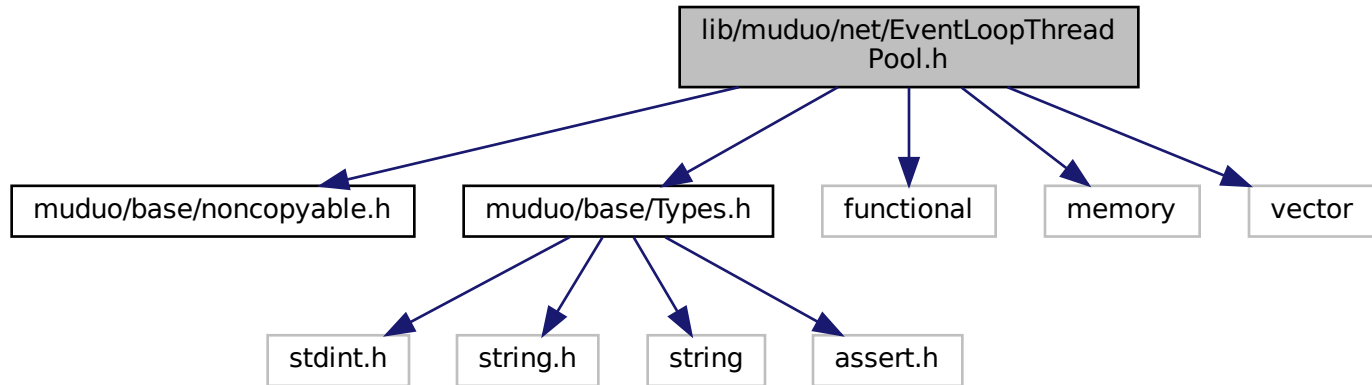 lib/muduo/net/EventLoopThread
Pool.h
muduo/base/noncopyable.h
muduo/base/Types.h
functional
memory
vector
stdint.h
string.h
string
assert.h